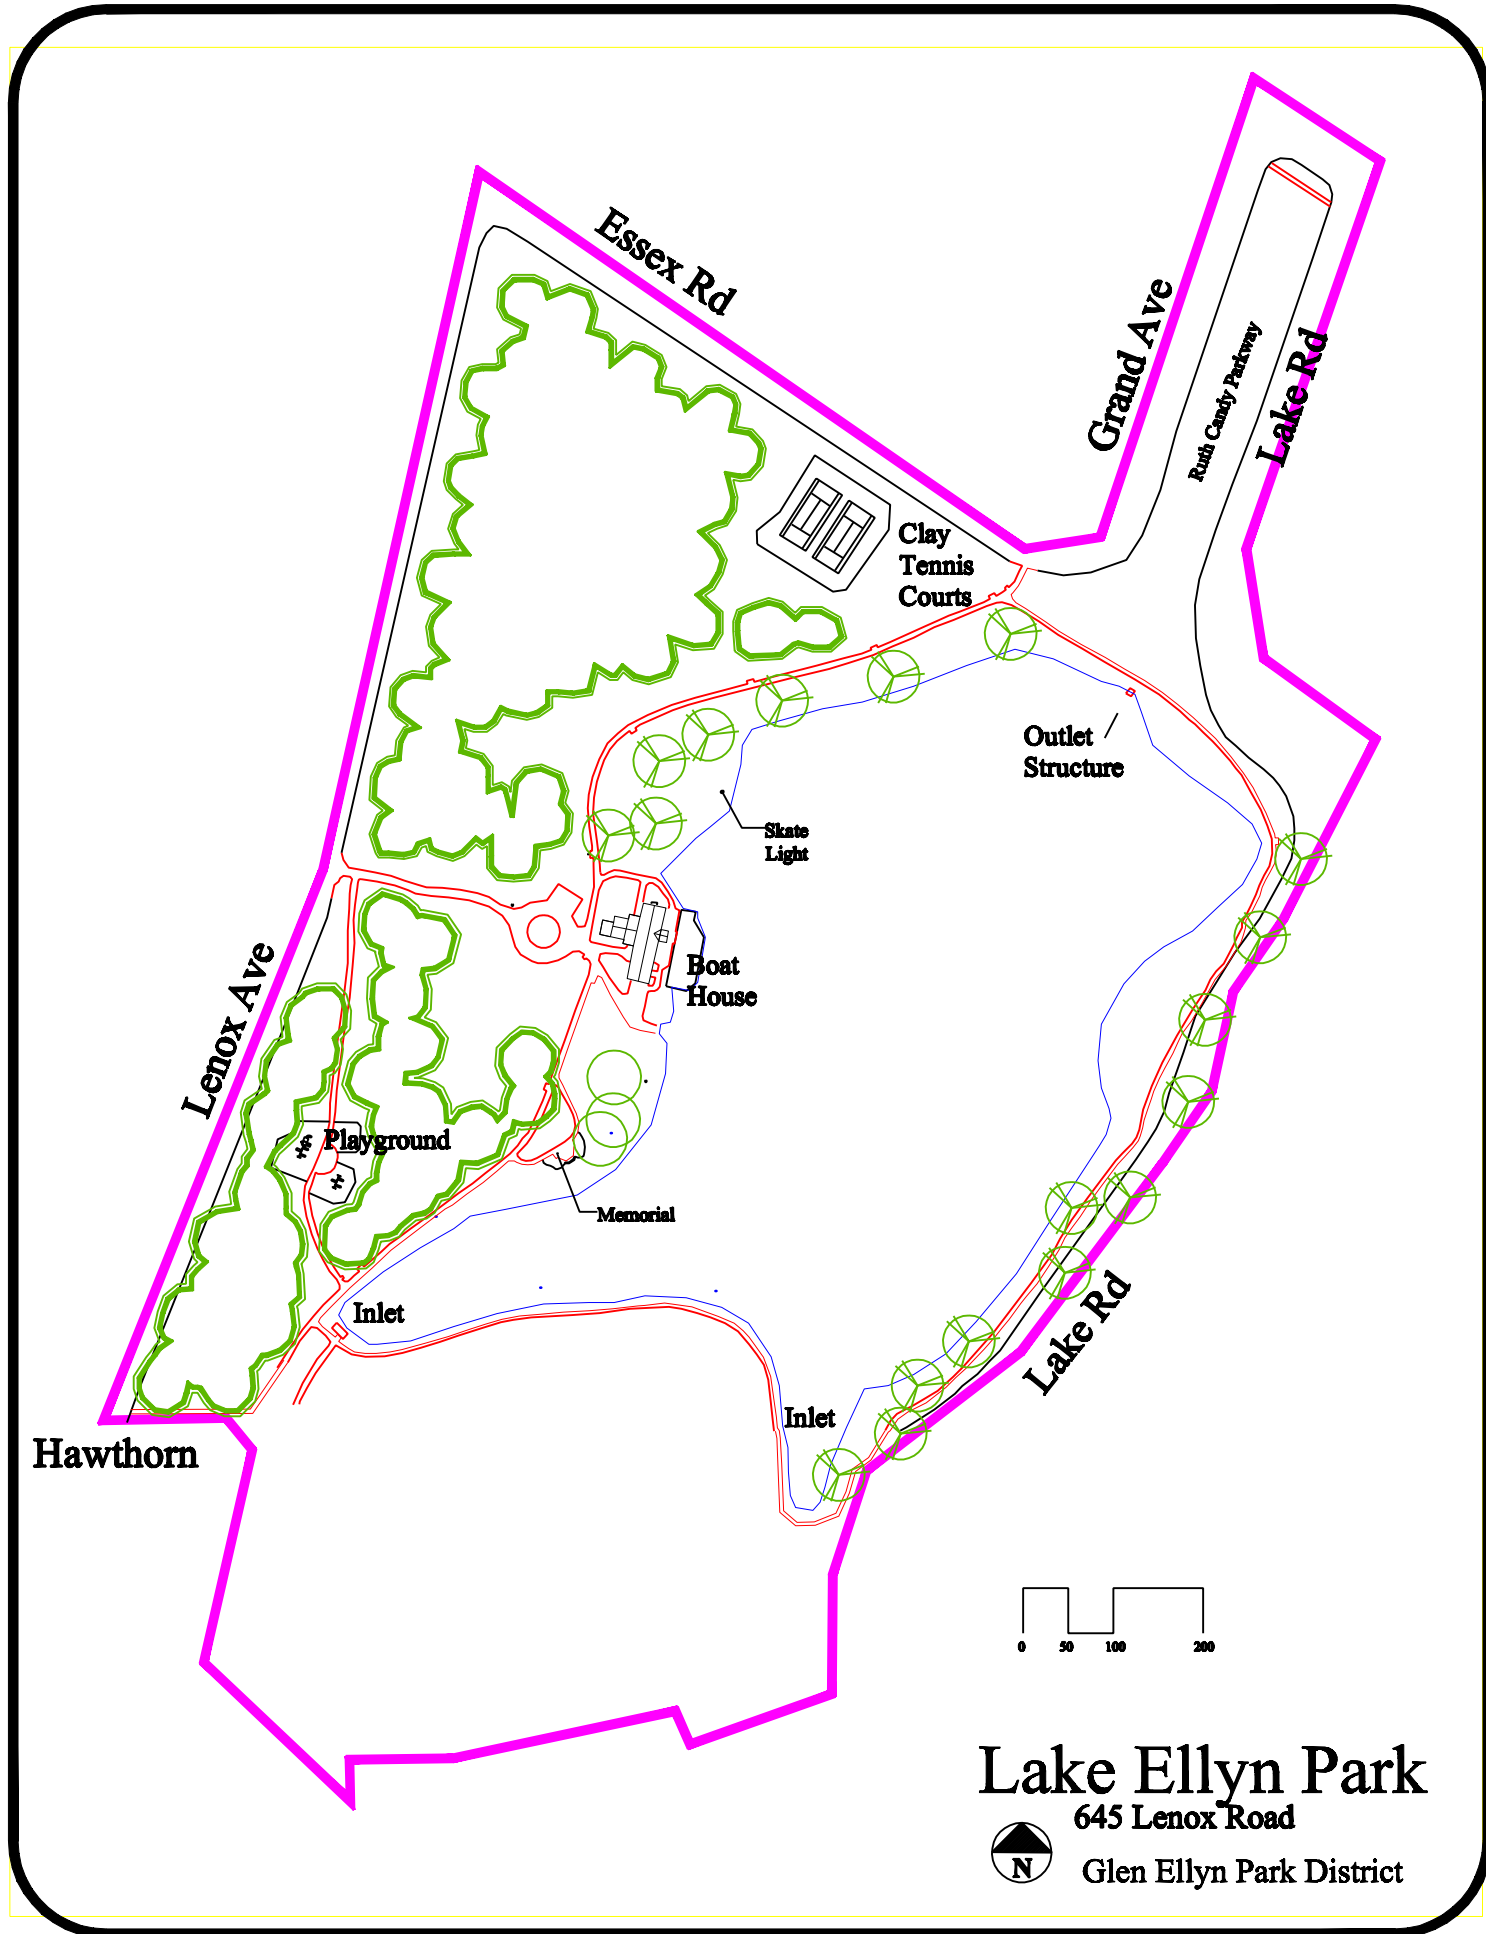 Essex Rd
Grand Ave
Ruth Candy Parkway
Lake Rd
Clay
Tennis
Courts
Outlet
Structure
Skate
Light
Boat
House
Lenox Ave
Playground
Memorial
Inlet
Lake Rd
Inlet
Hawthorn
0 50 100 200
Lake Ellyn Park
645 Lenox Road
N
Glen Ellyn Park District